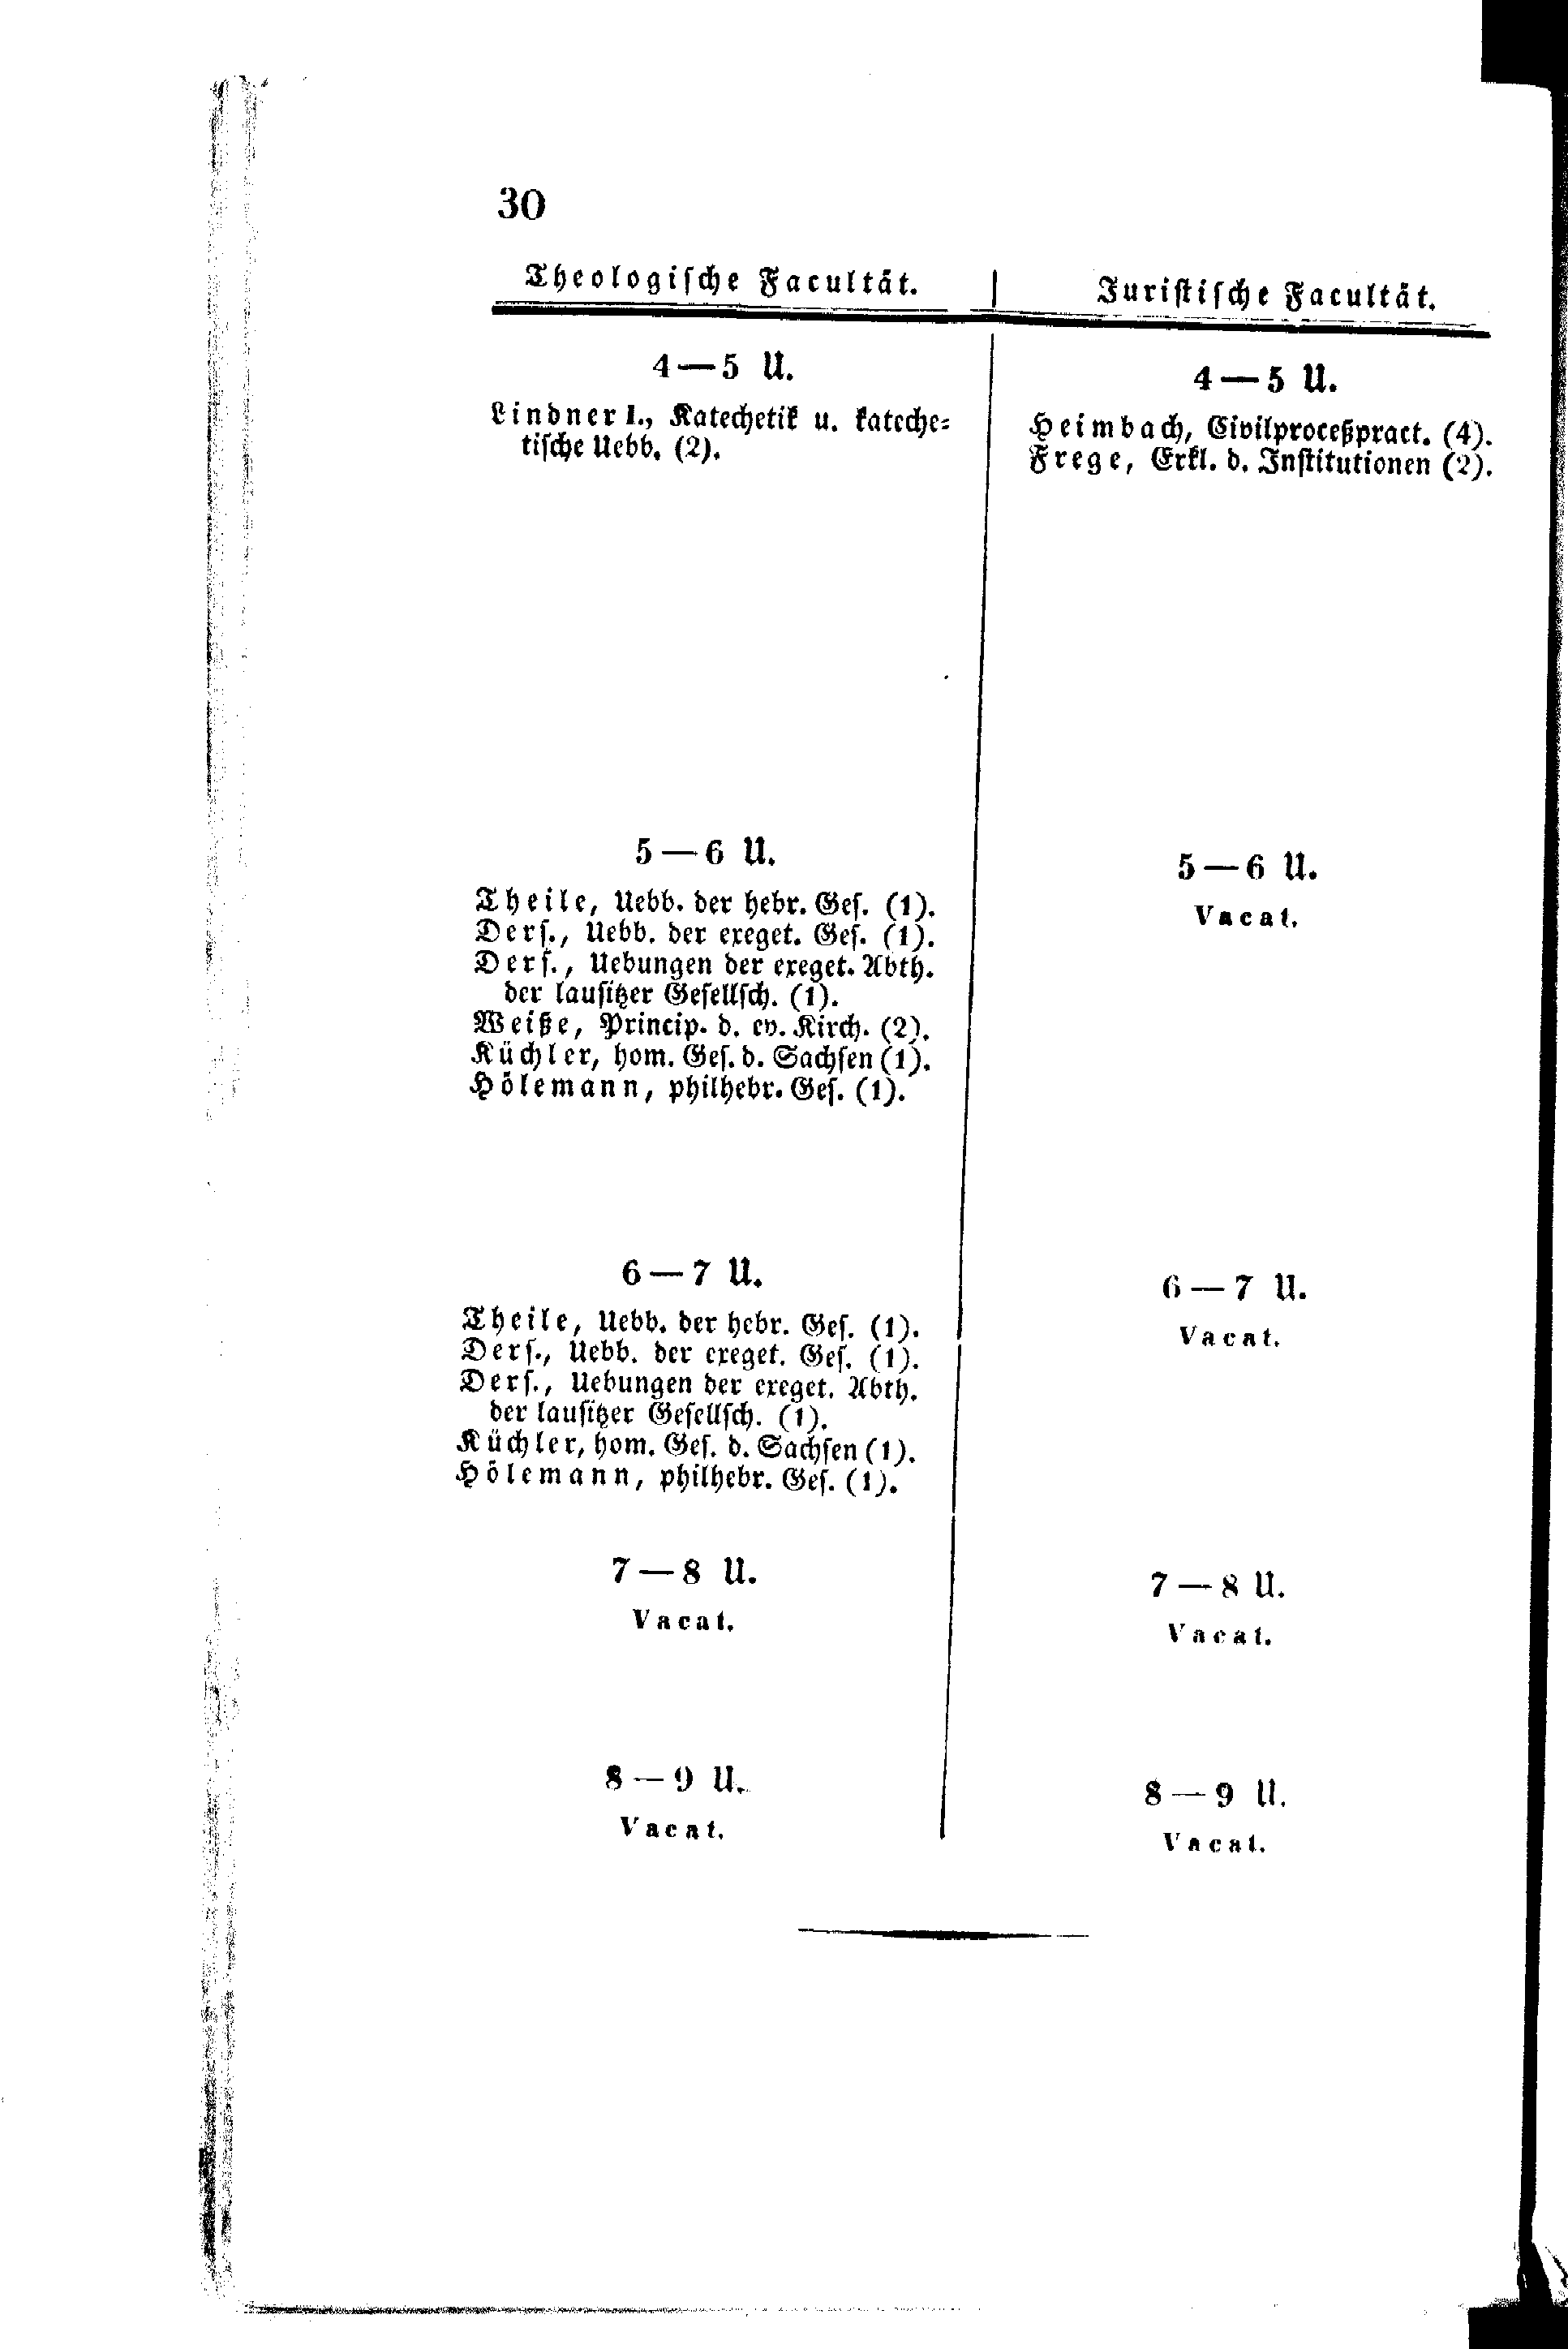 30
Theologische Facultät.
4 — 5 U.
Lindner I., Katechetik u. kateche-
tische Uebb. (2).
5 — 6 U.
Theile, Uebb. der hebr. Ges. (1).
Ders., Uebb. der exeget. Ges. (1).
Ders., Uebungen der exeget. Abth.
der lausitzer Gesellsch. (1).
Weiße, Princip. d. ev. Kirch. (2).
Küchler, hom. Ges. d. Sachsen (1).
Hölemann, philhebr. Ges. (1).
6 — 7 U.
Theile, Uebb. der hebr. Ges. (1).
Ders., Uebb. der exeget. Ges. (1).
Ders., Uebungen der exeget. Abth.
der lausitzer Gesellsch. (1).
Küchler, hom. Ges. d. Sachsen (1).
Hölemann, philhebr. Ges. (1).
7 — 8 U.
Vacat.
8 — 9 U.
Vacat.
Juristische Facultät.
4 — 5 U.
Heimbach, Civilproceßpract. (4).
Frege, Erkl. d. Institutionen (2).
5 — 6 U.
Vacat.
6 — 7 U.
Vacat.
7 — 8 U.
Vacat.
8 — 9 U.
Vacat.